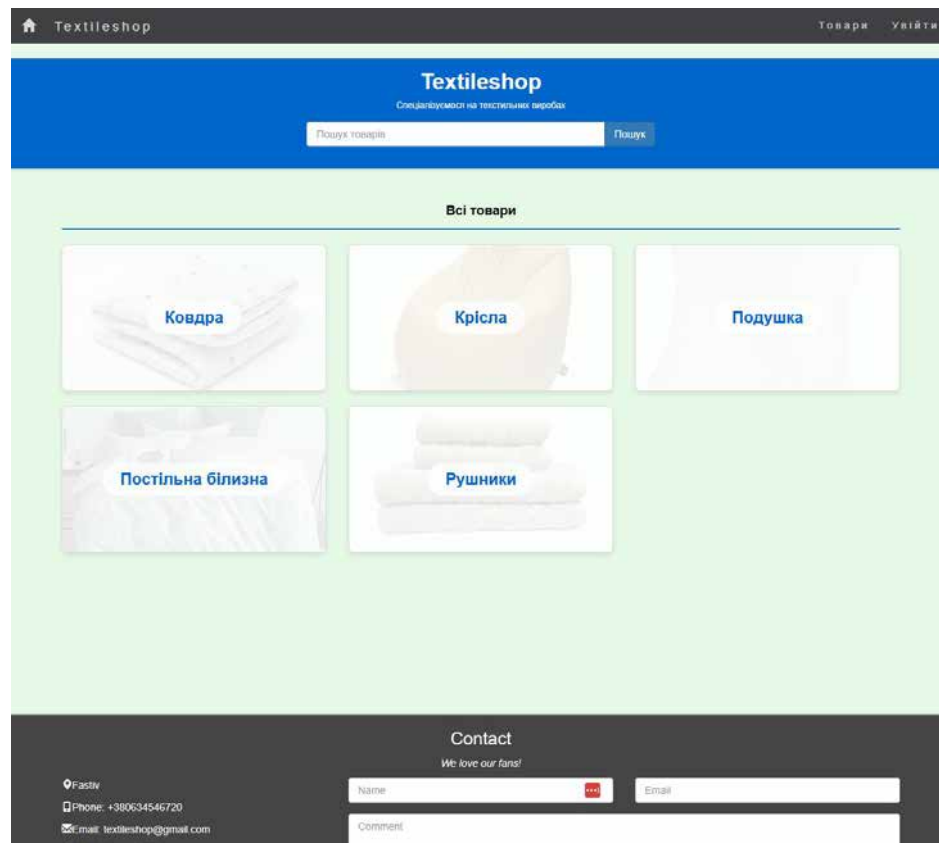 Textileshop Товари Увійти
Textileshop
Спеціалізуємося на текстильних виробах
Пошук товарів Пошук
Всі товари
Ковдра Крісла Подушка
Постільна білизна Рушники
Contact
We love our fans!
Fastiv
Name Email
Phone: +380634546720
Email: textileshop@gmail.com
Comment